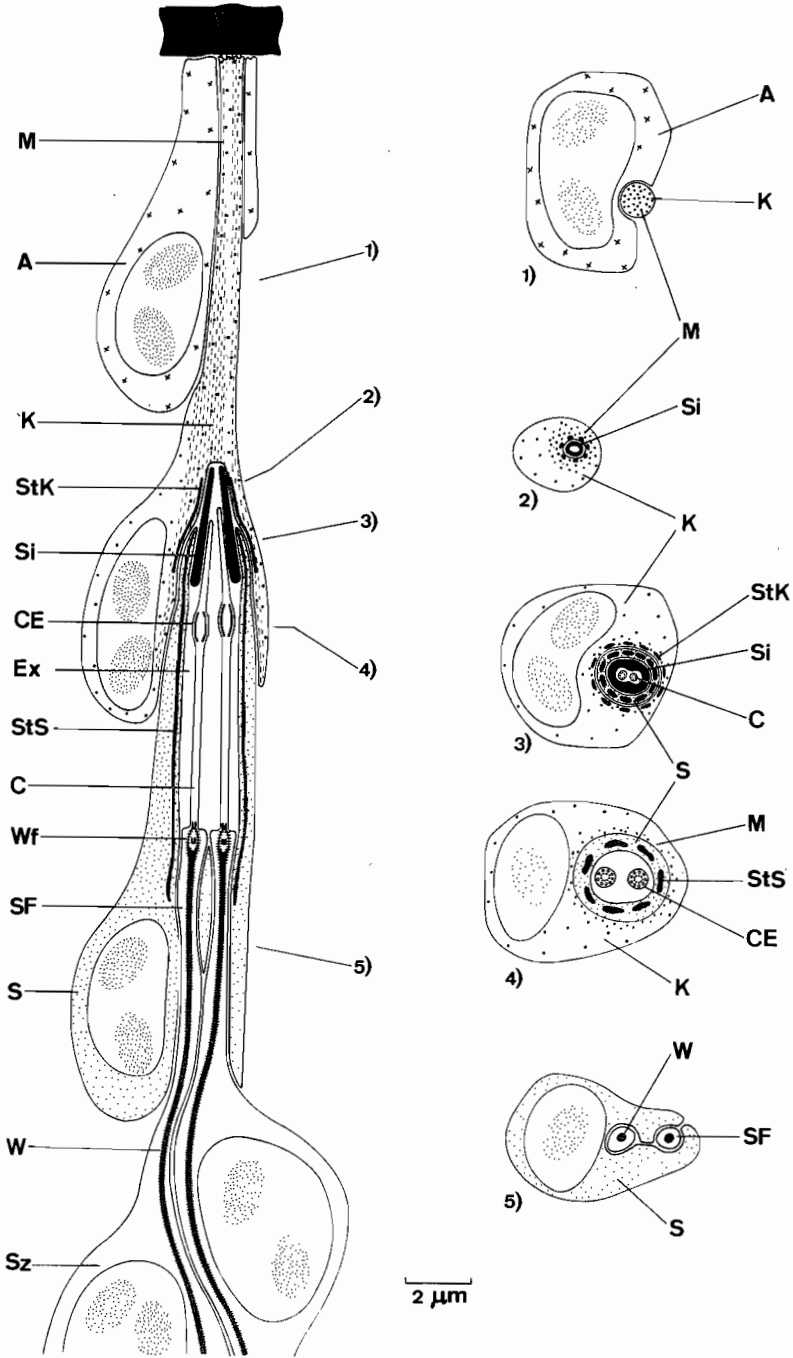 M
A
1)
K
2)
StK
3)
Si
CE
4)
Ex
StS
C
Wf
SF
5)
S
W
Sz
2 µm
A
K
1)
M
Si
2)
K
StK
Si
C
3)
S
M
StS
CE
4)
K
W
SF
5)
S